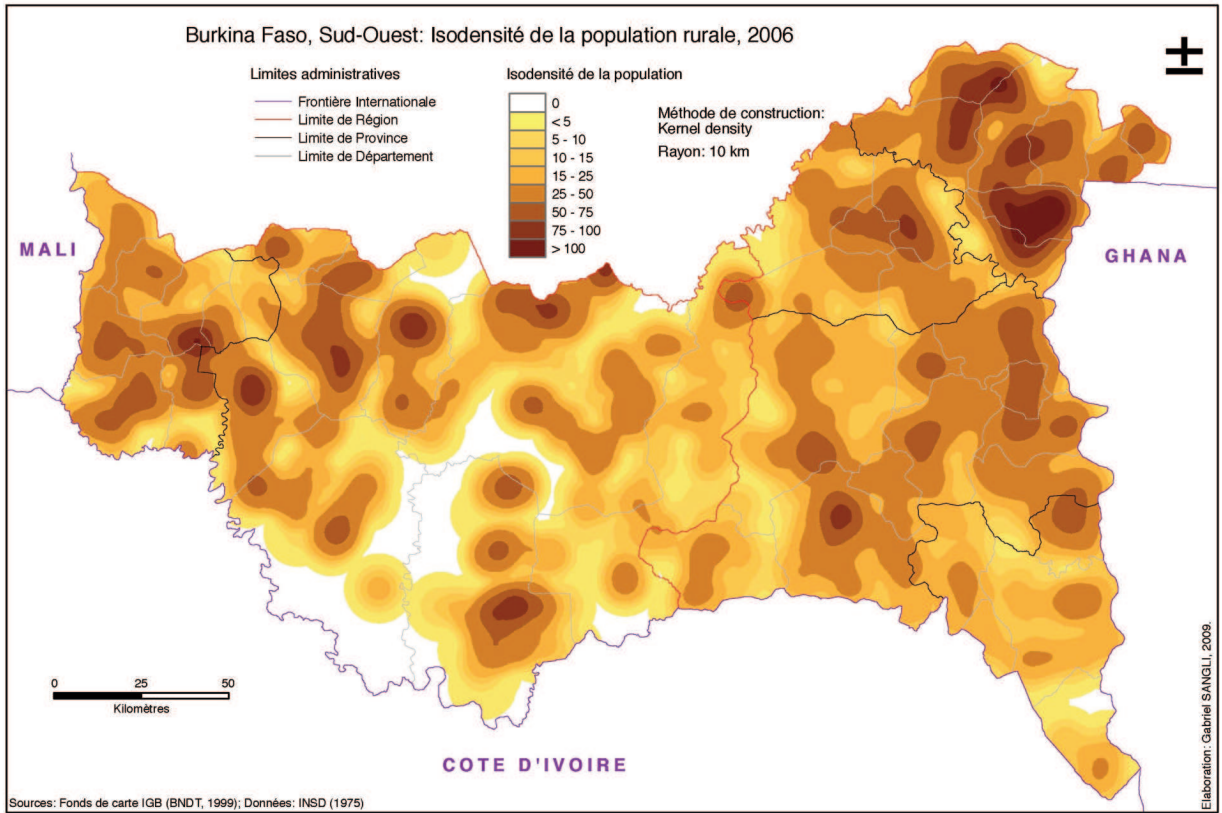 Burkina Faso, Sud-Ouest: Isodensité de la population rurale, 2006
Limites administratives
Frontière Internationale
Limite de Région
Limite de Province
Limite de Département
Isodensité de la population
0
< 5
5 - 10
10 - 15
15 - 25
25 - 50
50 - 75
75 - 100
> 100
Méthode de construction:
Kernel density
Rayon: 10 km
MALI
GHANA
COTE D'IVOIRE
0 25 50
Kilomètres
Sources: Fonds de carte IGB (BNDT, 1999); Données: INSD (1975)
Elaboration: Gabriel SANGLI, 2009.